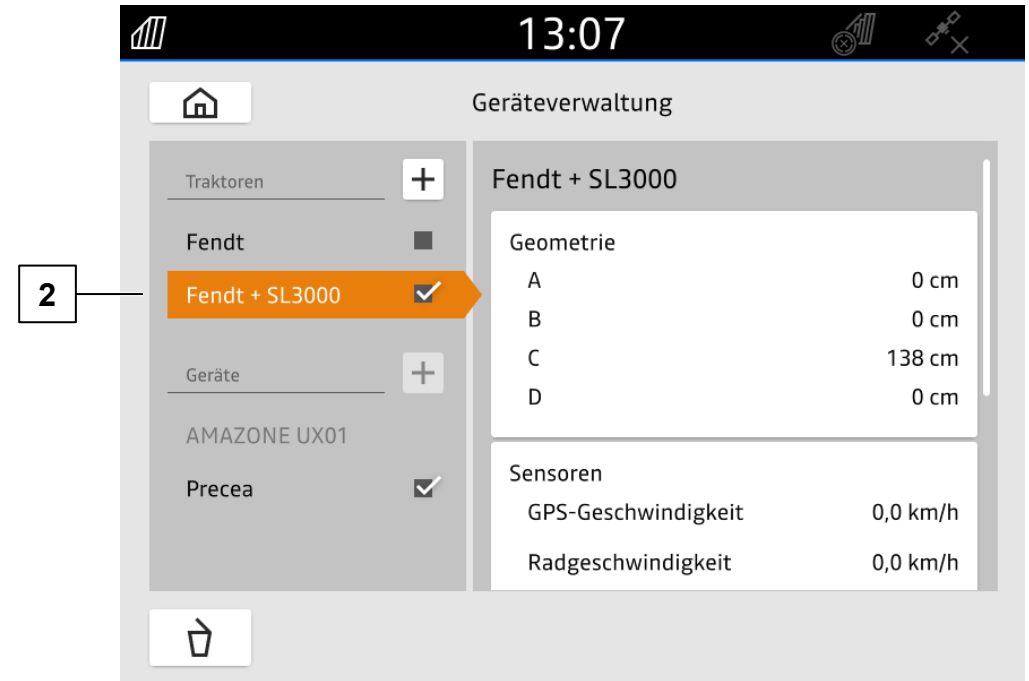 13:07
Geräteverwaltung
Traktoren
Fendt
2
Fendt + SL3000
Geräte
AMAZONE UX01
Precea
Fendt + SL3000
Geometrie
A 0 cm
B 0 cm
C 138 cm
D 0 cm
Sensoren
GPS-Geschwindigkeit 0,0 km/h
Radgeschwindigkeit 0,0 km/h